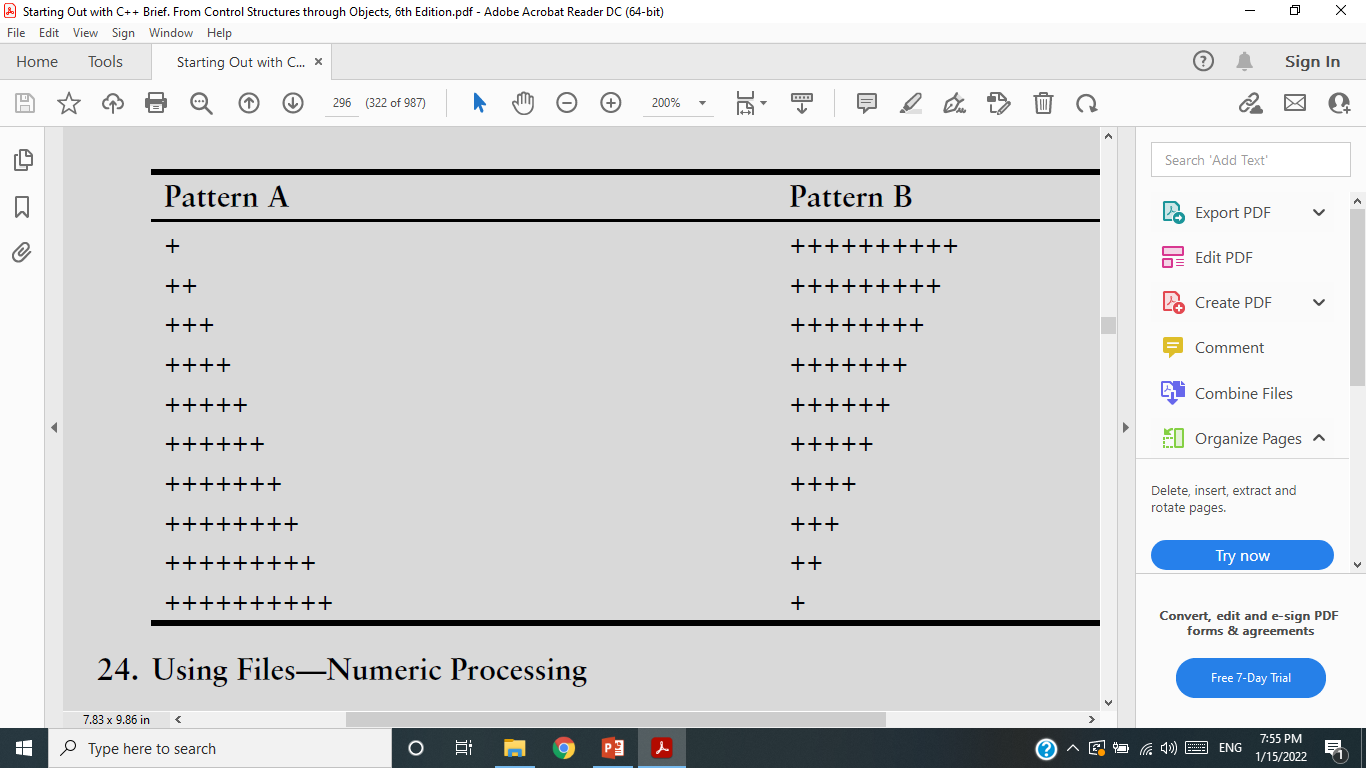 Starting Out with C++ Brief. From Control Structures through Objects, 6th Edition.pdf - Adobe Acrobat Reader DC (64-bit)
File Edit View Sign Window Help
Home Tools Starting Out with C... × Sign In
296 (322 of 987) 200%
Search 'Add Text'
Pattern A Pattern B
+ ++++++++++
++ +++++++++
+++ ++++++++
++++ +++++++
+++++ ++++++
++++++ +++++
+++++++ ++++
++++++++ +++
+++++++++ ++
++++++++++ +
24. Using Files—Numeric Processing
7.83 x 9.86 in
Export PDF
Edit PDF
Create PDF
Comment
Combine Files
Organize Pages
Delete, insert, extract and
rotate pages.
Try now
Convert, edit and e-sign PDF
forms & agreements
Free 7-Day Trial
Type here to search
ENG
7:55 PM
1/15/2022
1